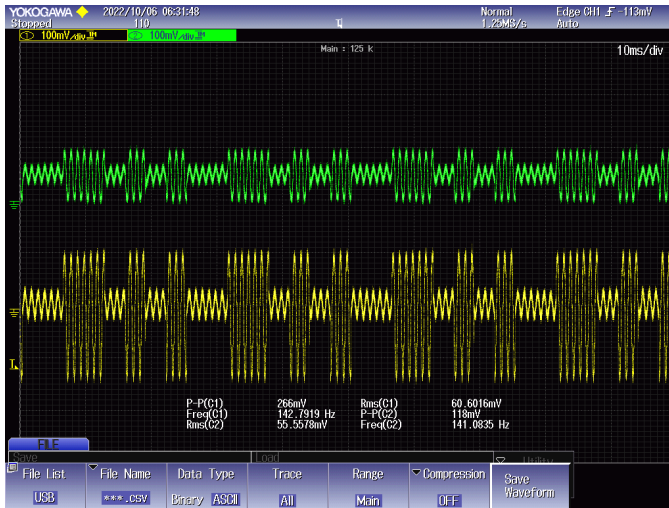 YOKOGAWA 2022/10/06 06:31:48 Normal Edge CH1 -113mV
Stopped 110 1.25MS/s Auto
1 100mV/div 2 100mV/div
Main : 125 k 10ms/div
P-P(C1) 266mV Rms(C1) 60.6016mV
Freq(C1) 142.7919 Hz P-P(C2) 118mV
Rms(C2) 55.5578mV Freq(C2) 141.0835 Hz
FILE
Save Load Utility
File List File Name Data Type Trace Range Compression Save
Waveform
USB ***.csv Binary ASCII All Main OFF